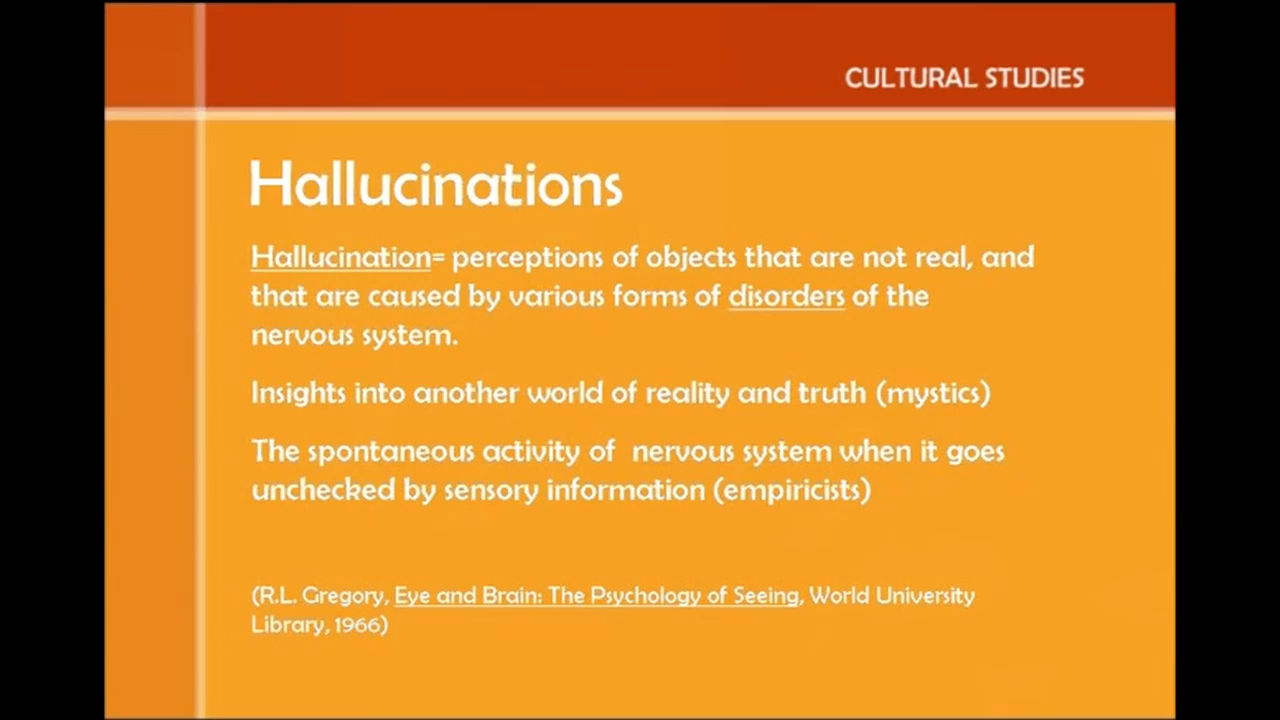 CULTURAL STUDIES
Hallucinations
Hallucination= perceptions of objects that are not real, and
that are caused by various forms of disorders of the
nervous system.
Insights into another world of reality and truth (mystics)
The spontaneous activity of  nervous system when it goes
unchecked by sensory information (empiricists)
(R.L. Gregory, Eye and Brain: The Psychology of Seeing, World University
Library, 1966)